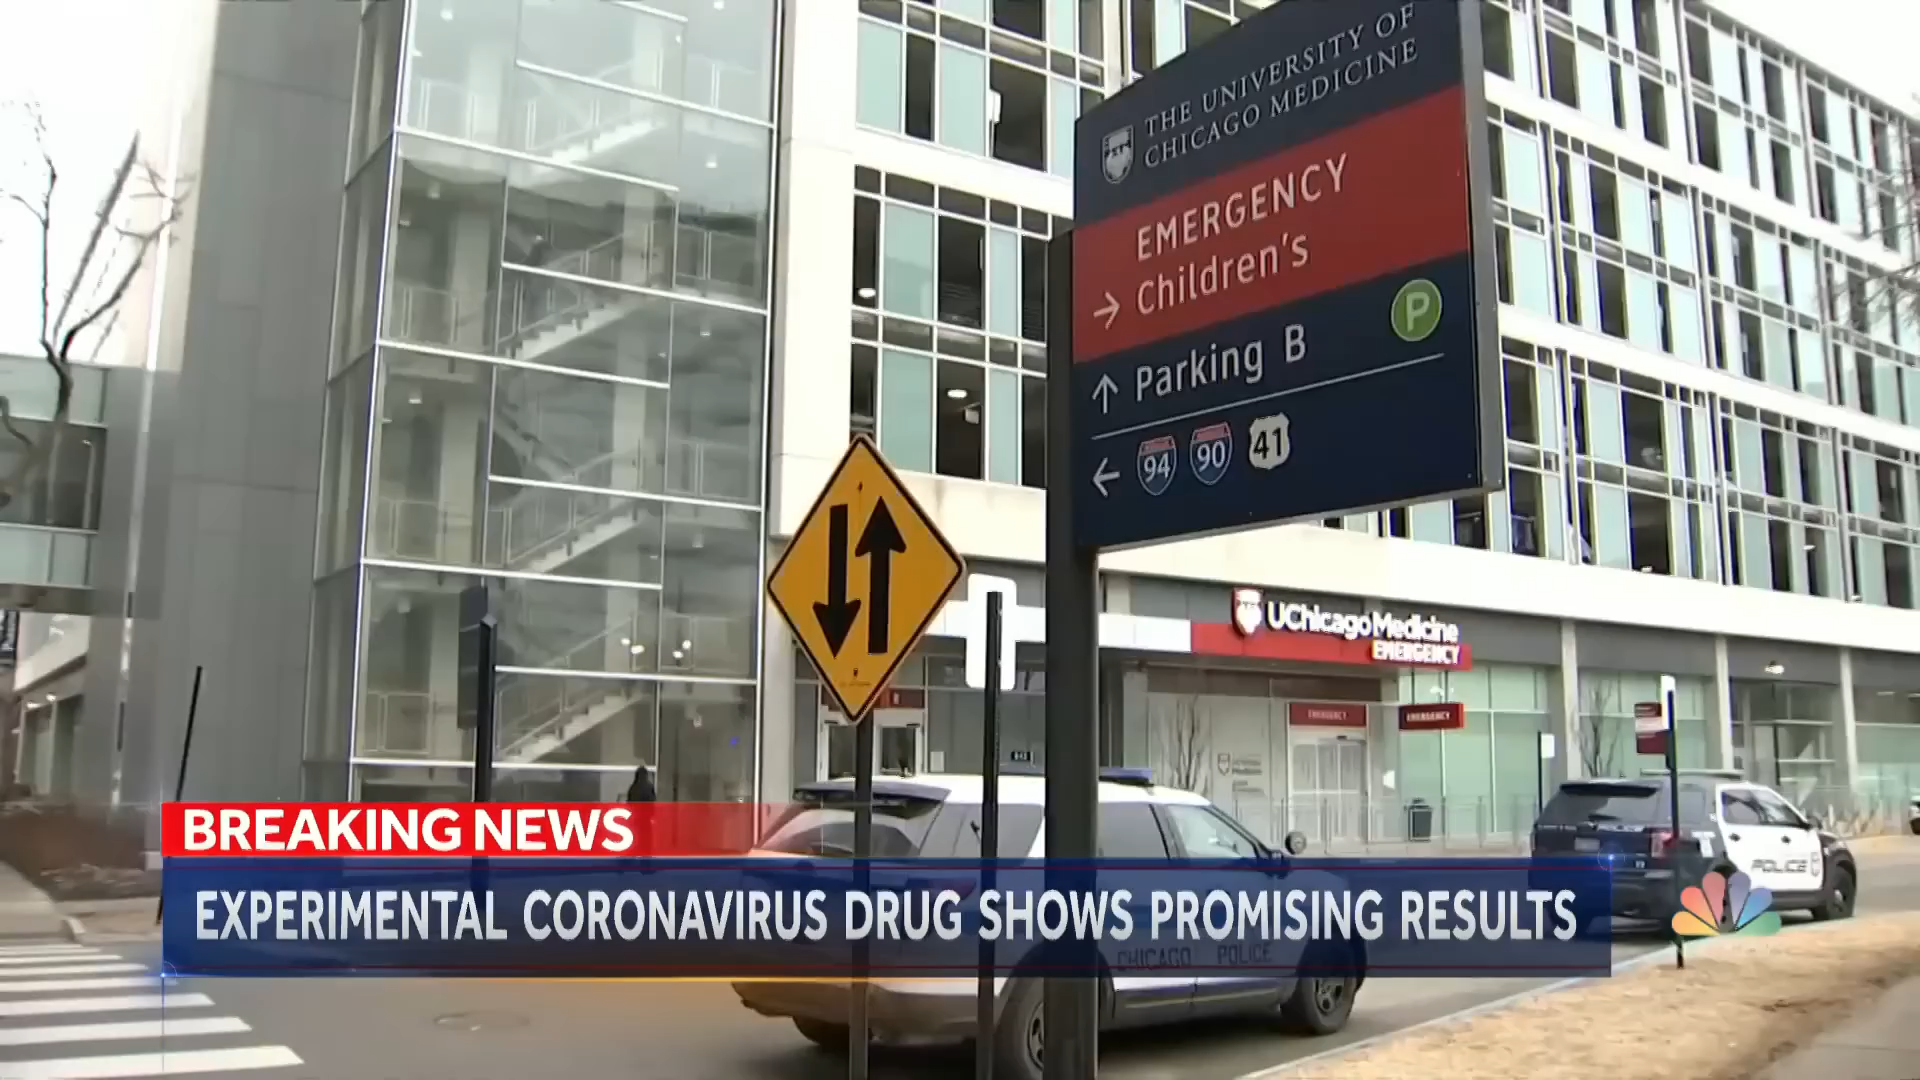 THE UNIVERSITY OF
CHICAGO MEDICINE
EMERGENCY
Children's
Parking B
P
94 90 41
UChicago Medicine
EMERGENCY
EMERGENCY
EMERGENCY
POLICE
BREAKING NEWS
EXPERIMENTAL CORONAVIRUS DRUG SHOWS PROMISING RESULTS
CHICAGO POLICE